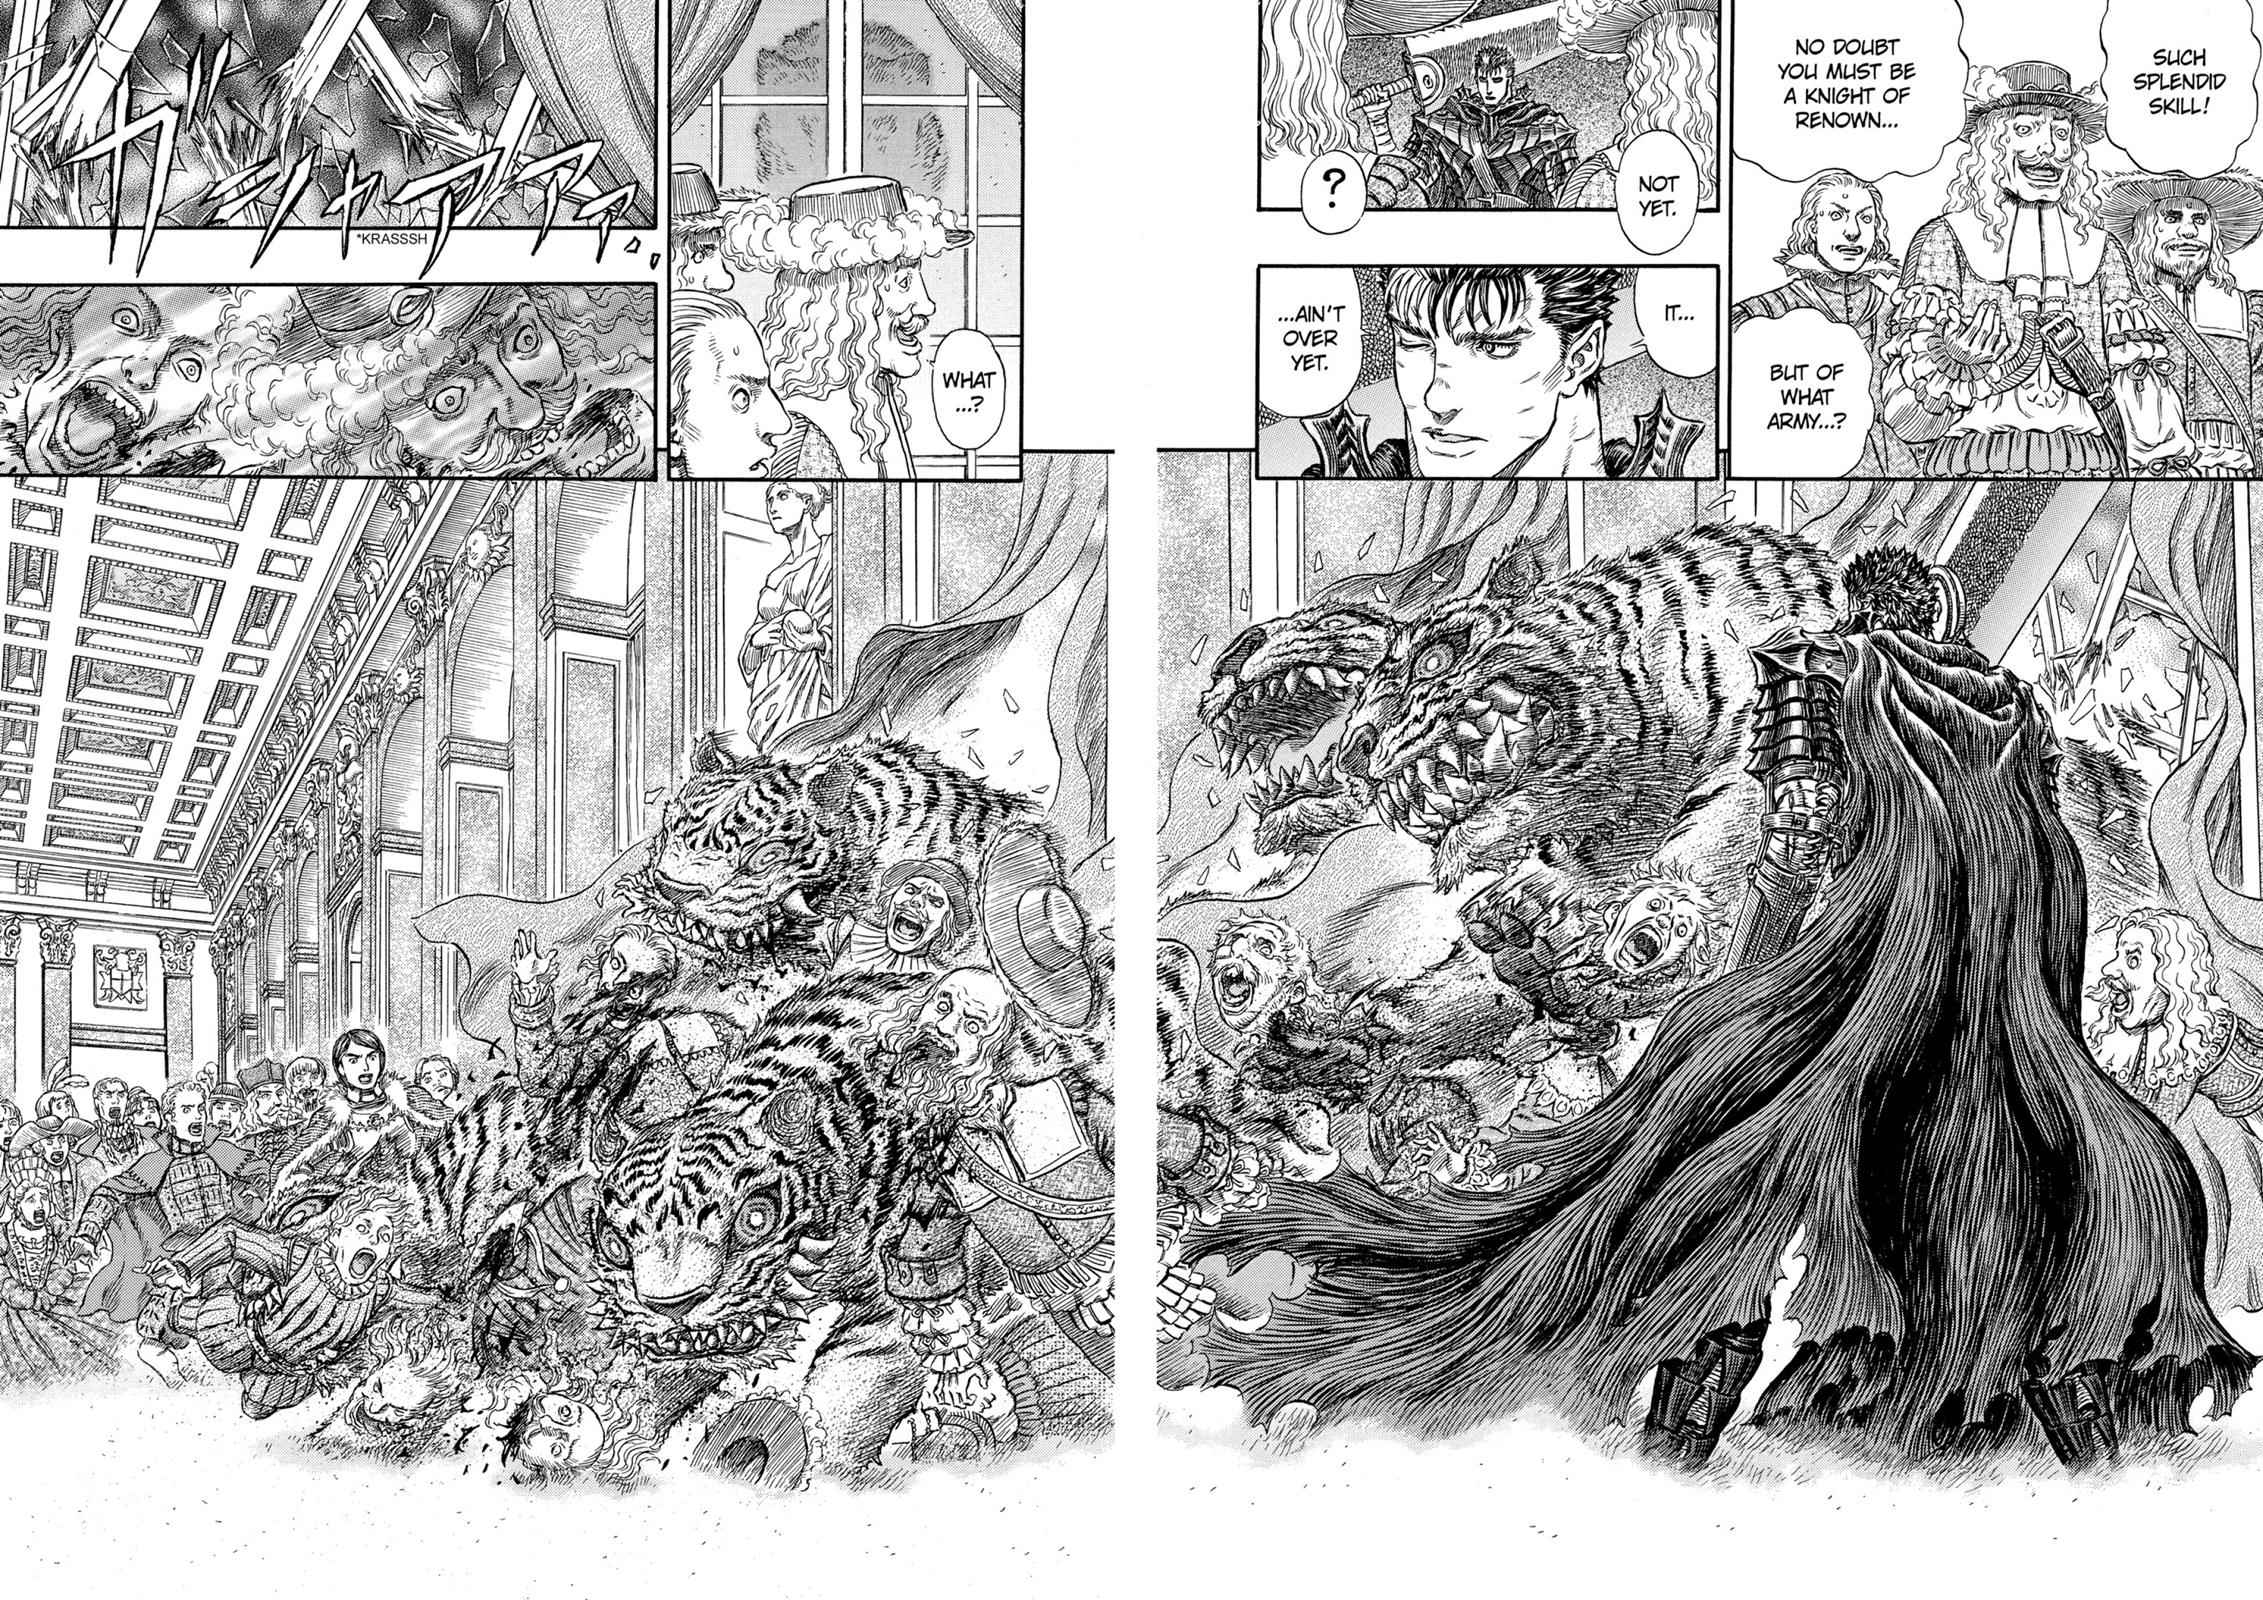 SUCH
SPLENDID
SKILL!
NO DOUBT
YOU MUST BE
A KNIGHT OF
RENOWN...
BUT OF
WHAT
ARMY...?
NOT
YET.
?
IT...
...AIN'T
OVER
YET.
WHAT
...?
ガシャアアァ
*KRASSSH